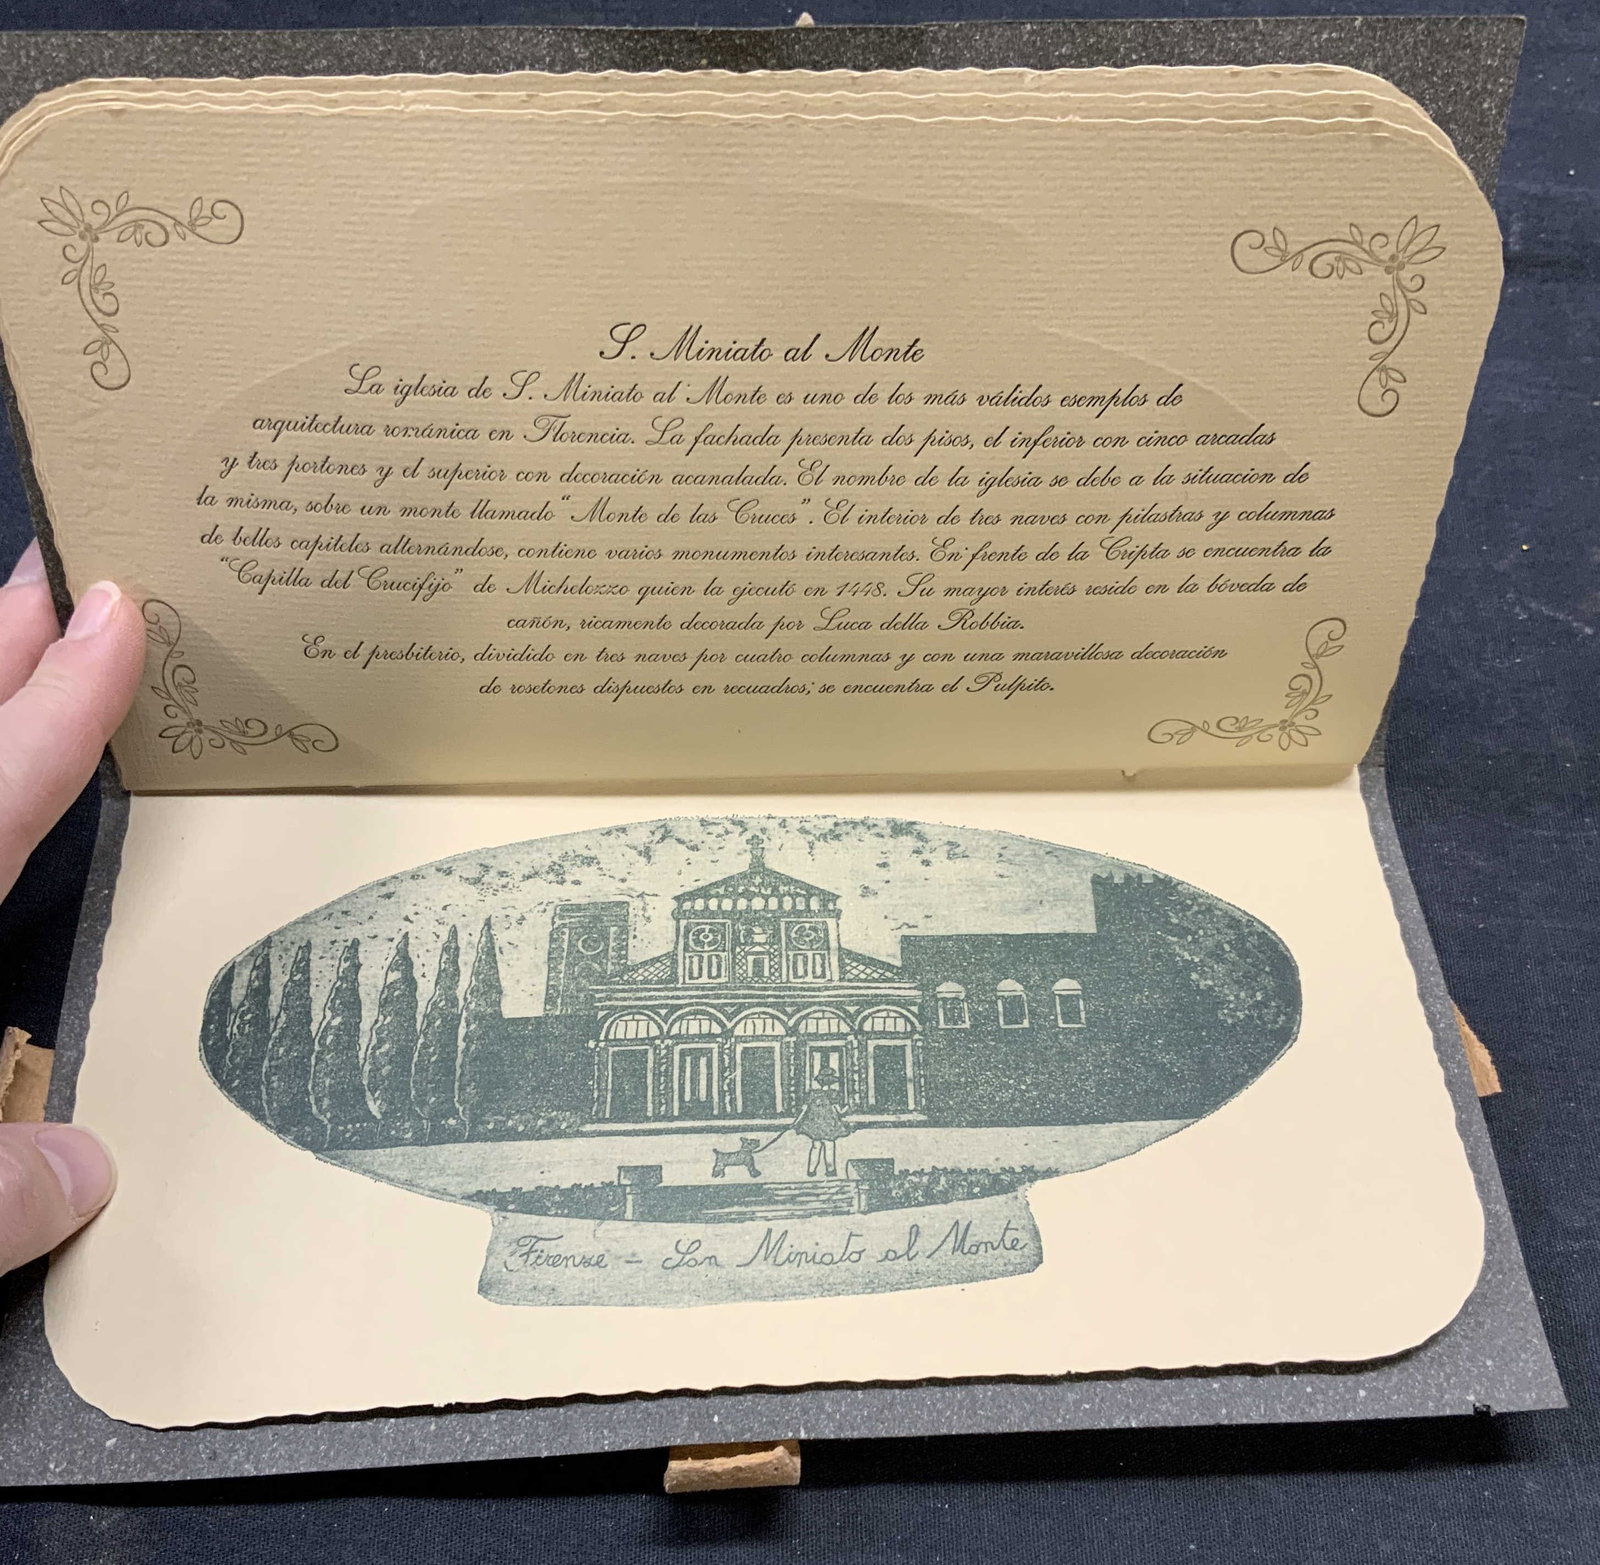 S. Miniato al Monte
La iglesia de S. Miniato al Monte es uno de los más válidos esemplos de
arquitectura románica en Florencia. La fachada presenta dos pisos, el inferior con cinco arcadas
y tres portones y el superior con decoración acanalada. El nombre de la iglesia se debe a la situacion de
la misma, sobre un monte llamado "Monte de las Cruces". El interior de tres naves con pilastras y columnas
de bellos capiteles alternándose, contiene varios monumentos interesantes. En frente de la Cripta se encuentra la
"Capilla del Crucifijo" de Michelozzo quien la ejecutó en 1448. Su mayor interés reside en la bóveda de
cañón, ricamente decorada por Luca della Robbia.
En el presbiterio, dividido en tres naves por cuatro columnas y con una maravillosa decoración
de rosetones dispuestos en recuadros; se encuentra el Pulpito.
Firenze - San Miniato al Monte